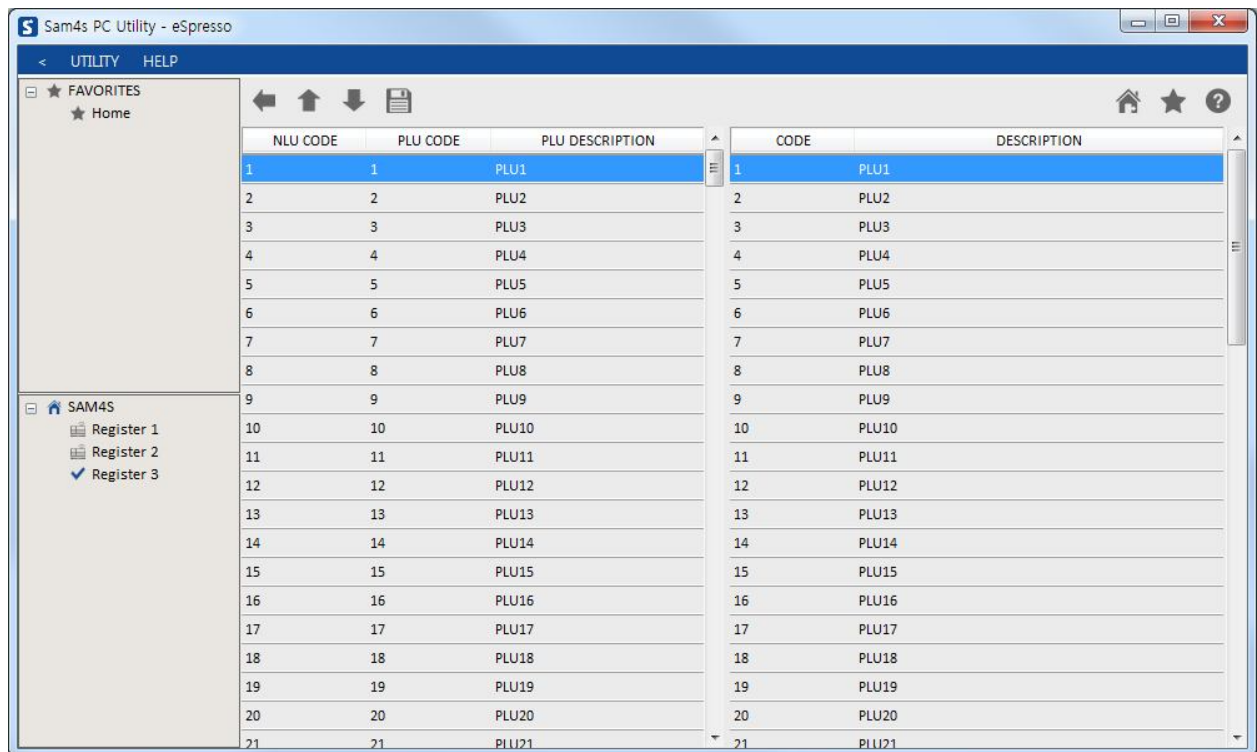 Sam4s PC Utility - eSpresso
< UTILITY HELP
FAVORITES
Home
SAM4S
Register 1
Register 2
Register 3
NLU CODE PLU CODE PLU DESCRIPTION
1 1 PLU1
2 2 PLU2
3 3 PLU3
4 4 PLU4
5 5 PLU5
6 6 PLU6
7 7 PLU7
8 8 PLU8
9 9 PLU9
10 10 PLU10
11 11 PLU11
12 12 PLU12
13 13 PLU13
14 14 PLU14
15 15 PLU15
16 16 PLU16
17 17 PLU17
18 18 PLU18
19 19 PLU19
20 20 PLU20
21 21 PLU21
CODE DESCRIPTION
1 PLU1
2 PLU2
3 PLU3
4 PLU4
5 PLU5
6 PLU6
7 PLU7
8 PLU8
9 PLU9
10 PLU10
11 PLU11
12 PLU12
13 PLU13
14 PLU14
15 PLU15
16 PLU16
17 PLU17
18 PLU18
19 PLU19
20 PLU20
21 PLU21